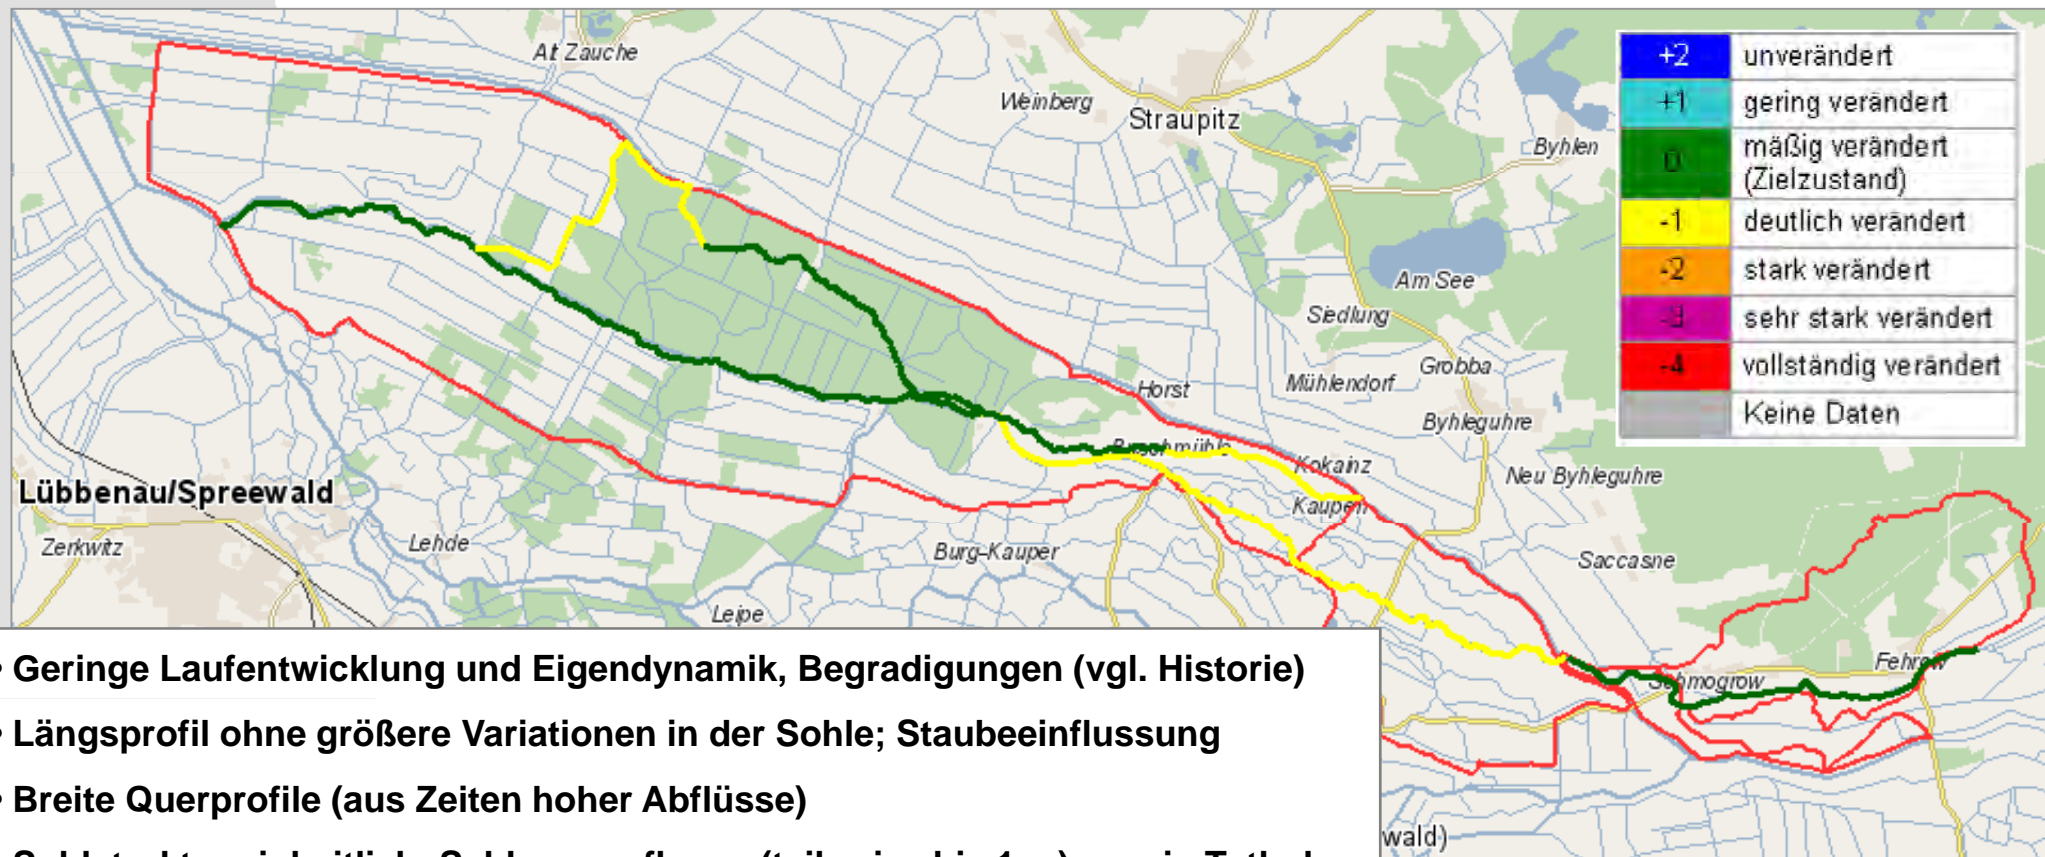 Alt Zauche
Weinberg
Straupitz
Byhlen
+2 unverändert
+1 gering verändert
0 mäßig verändert
(Zielzustand)
-1 deutlich verändert
-2 stark verändert
-3 sehr stark verändert
-4 vollständig verändert
Keine Daten
Am See
Siedlung
Grobba
Mühlendorf
Horst
Byhleguhre
Buschmühle
Kokainz
Neu Byhleguhre
Kaupen
Lübbenau/Spreewald
Zerkwitz
Lehde
Burg-Kauper
Saccasne
Leipe
Fehrow
Schmogrow
• Geringe Laufentwicklung und Eigendynamik, Begradigungen (vgl. Historie)
• Längsprofil ohne größere Variationen in der Sohle; Staubeeinflussung
• Breite Querprofile (aus Zeiten hoher Abflüsse)
wald)